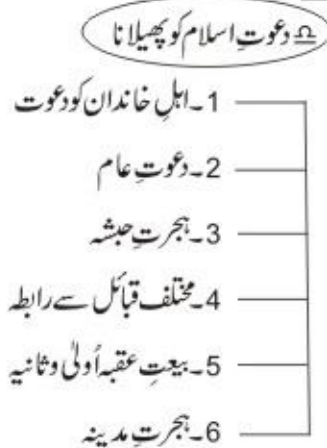 دعوتِ اسلام کو پھیلانا
1۔اہلِ خاندان کو دعوت
2۔دعوتِ عام
3۔ہجرتِ حبشہ
4۔مختلف قبائل سے رابطہ
5۔بیعتِ عقبہ اُولیٰ و ثانیہ
6۔ہجرتِ مدینہ